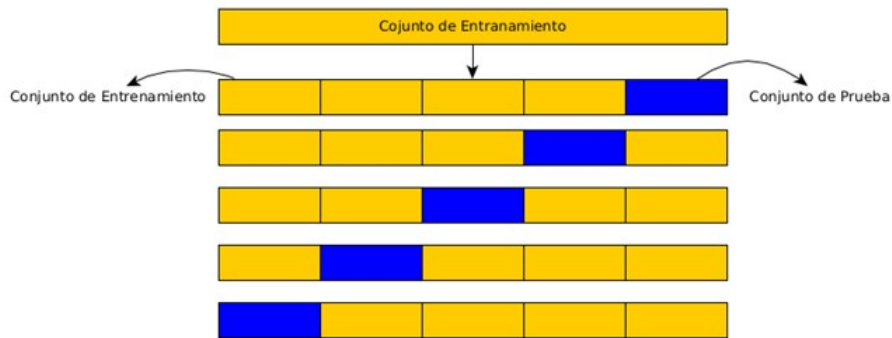 Cojunto de Entranamiento
Conjunto de Entrenamiento
Conjunto de Prueba